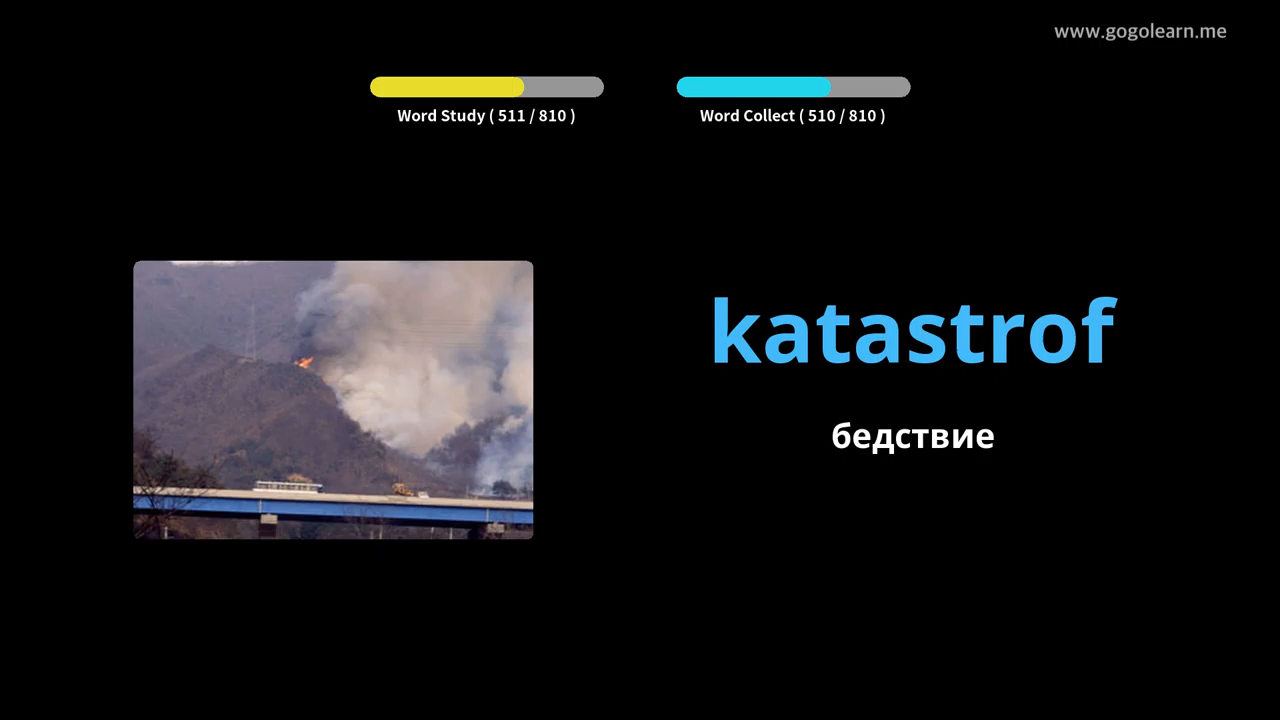 www.gogolearn.me
Word Study ( 511 / 810 )
Word Collect ( 510 / 810 )
katastrof
бедствие